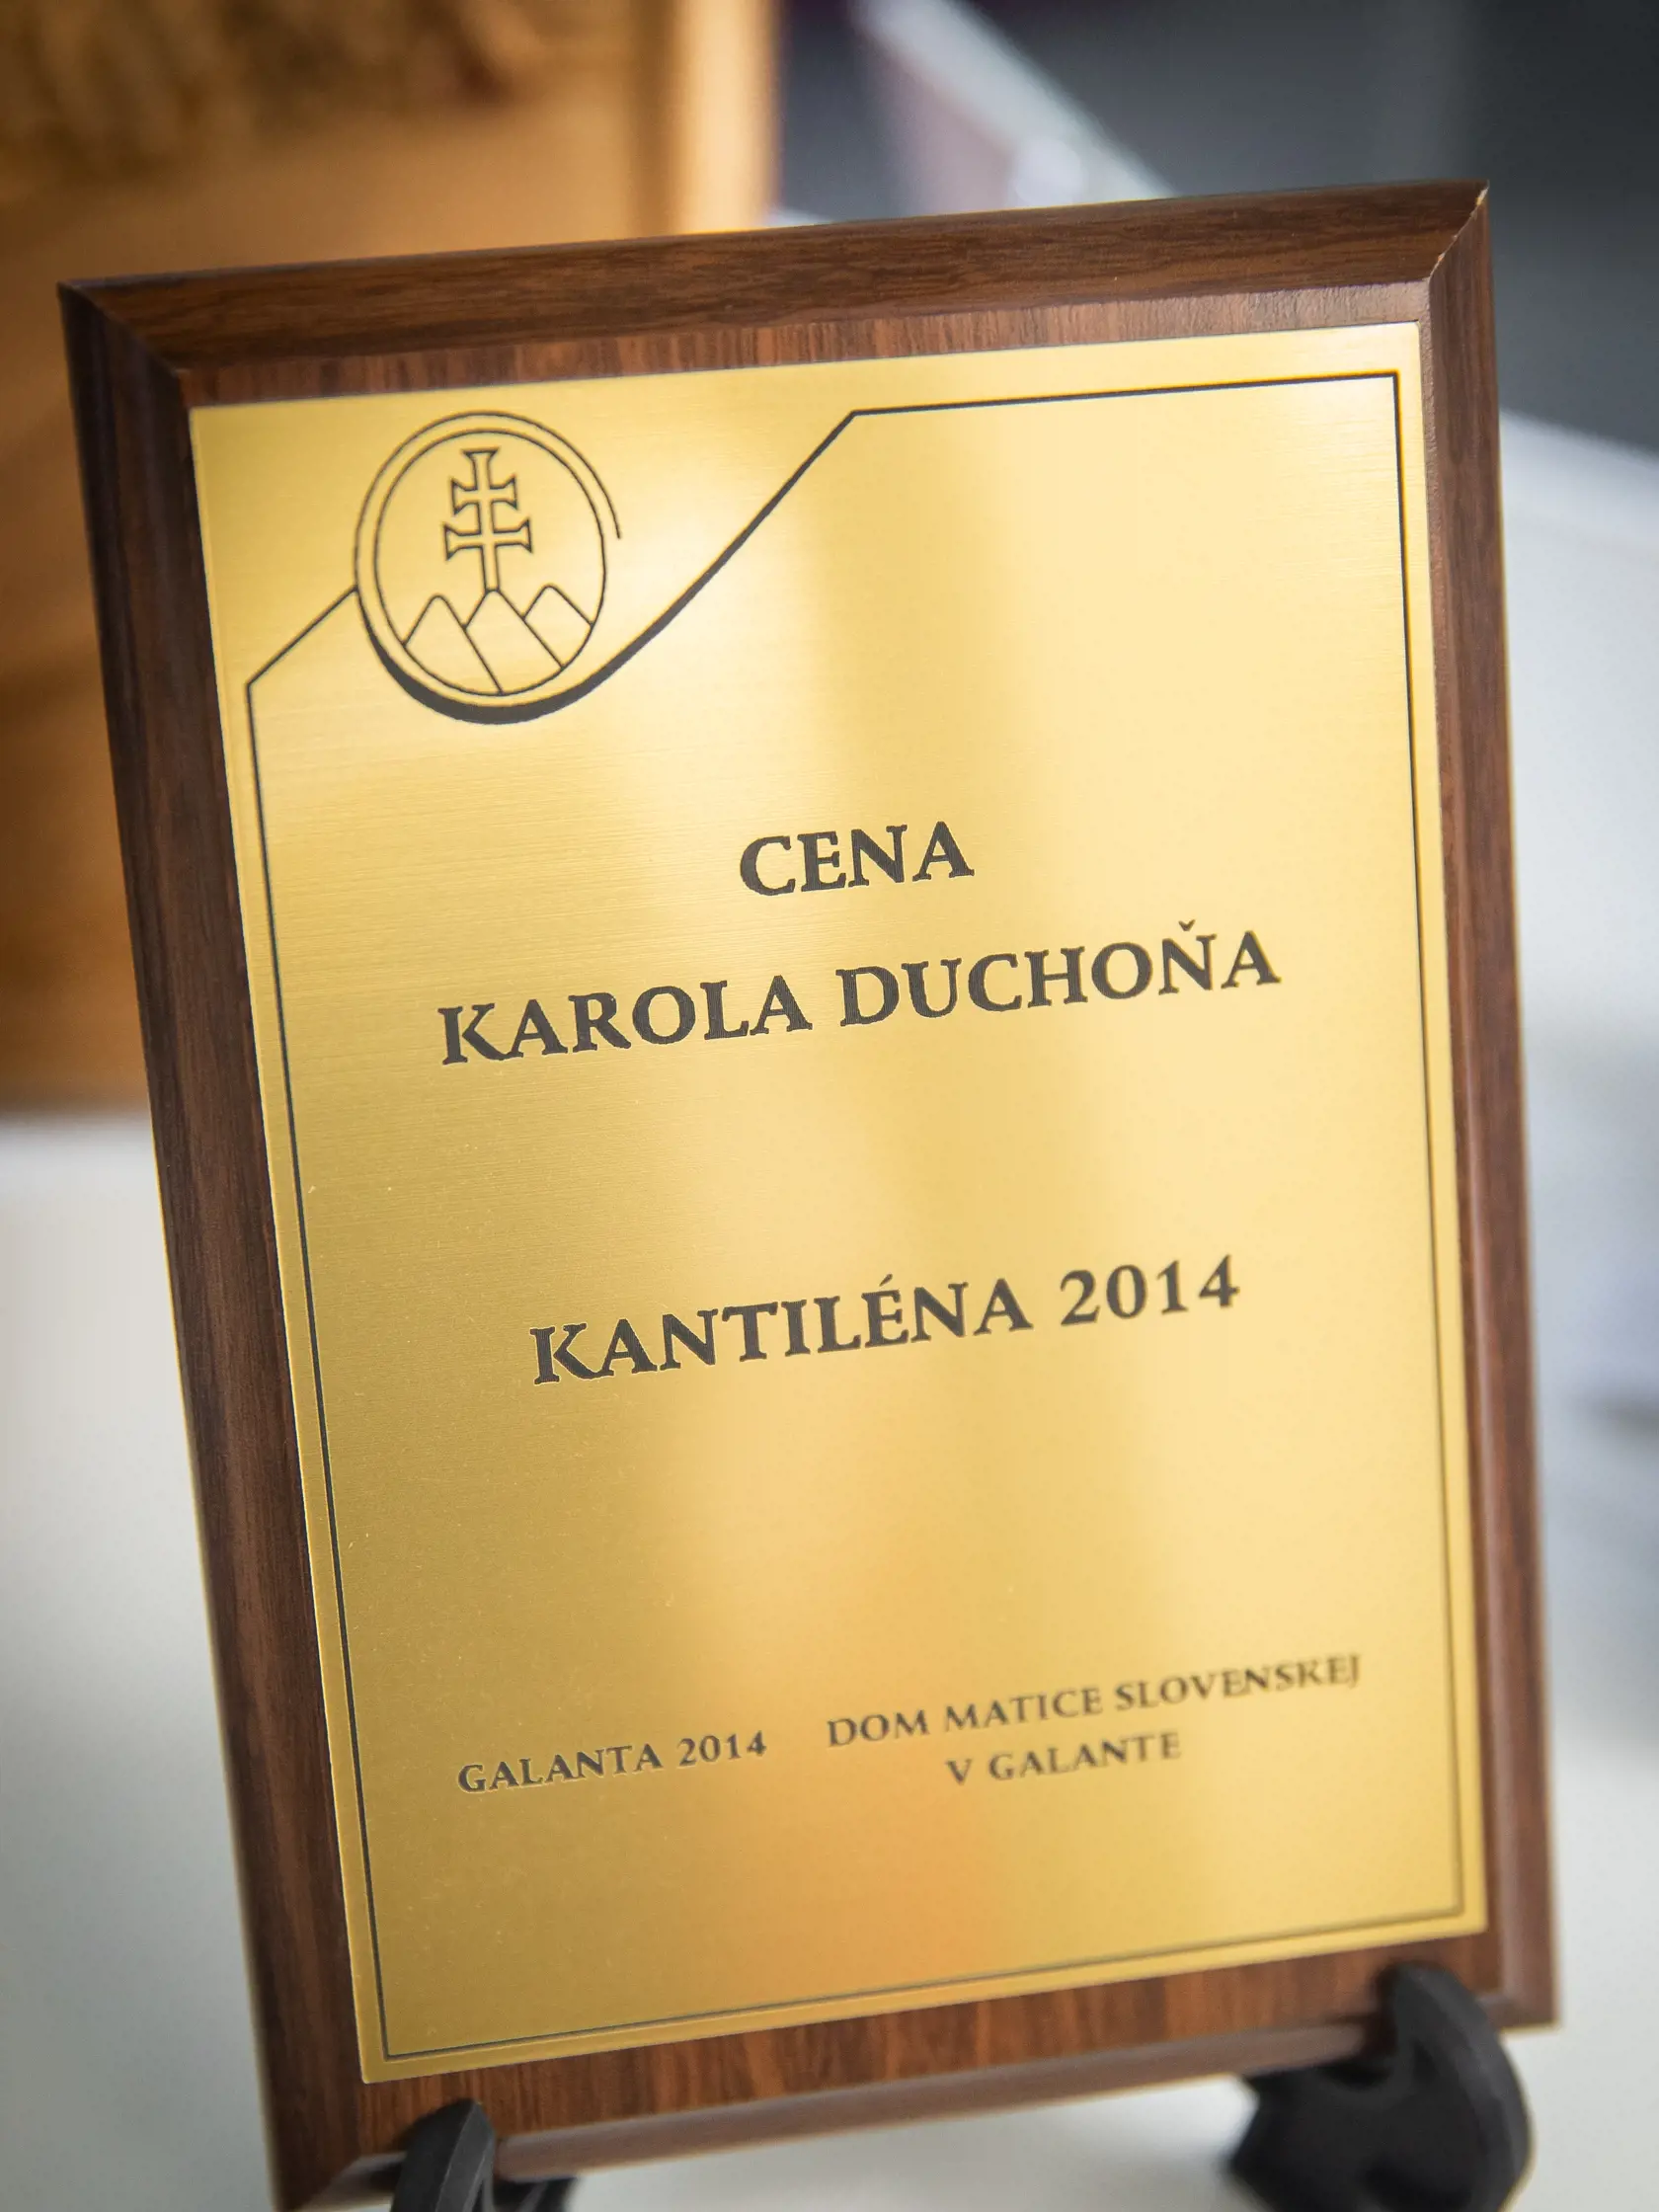 CENA
KAROLA DUCHOŇA
KANTILÉNA 2014
GALANTA 2014
DOM MATICE SLOVENSKEJ
V GALANTE